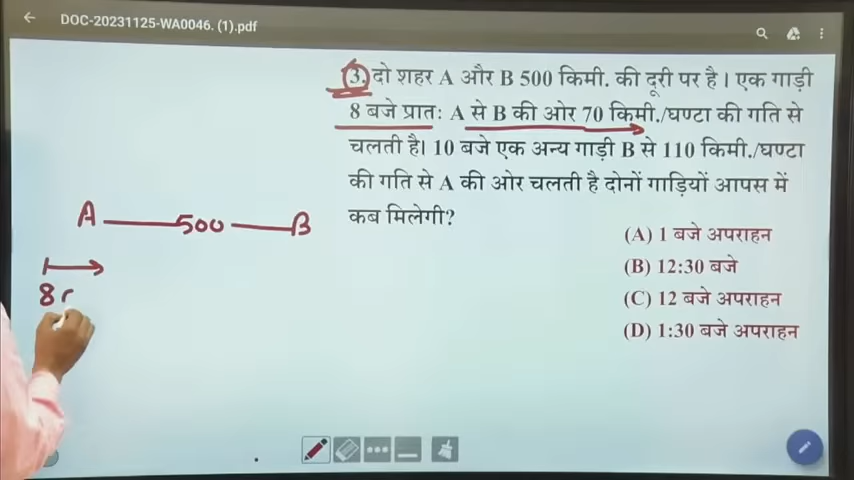 DOC-20231125-WA0046. (1).pdf
3. दो शहर A और B 500 किमी. की दूरी पर है। एक गाड़ी
8 बजे प्रातः A से B की ओर 70 किमी./घण्टा की गति से
चलती है। 10 बजे एक अन्य गाड़ी B से 110 किमी./घण्टा
की गति से A की ओर चलती है दोनों गाड़ियों आपस में
कब मिलेगी?
(A) 1 बजे अपराहन
(B) 12:30 बजे
(C) 12 बजे अपराहन
(D) 1:30 बजे अपराहन
A 500 B
8